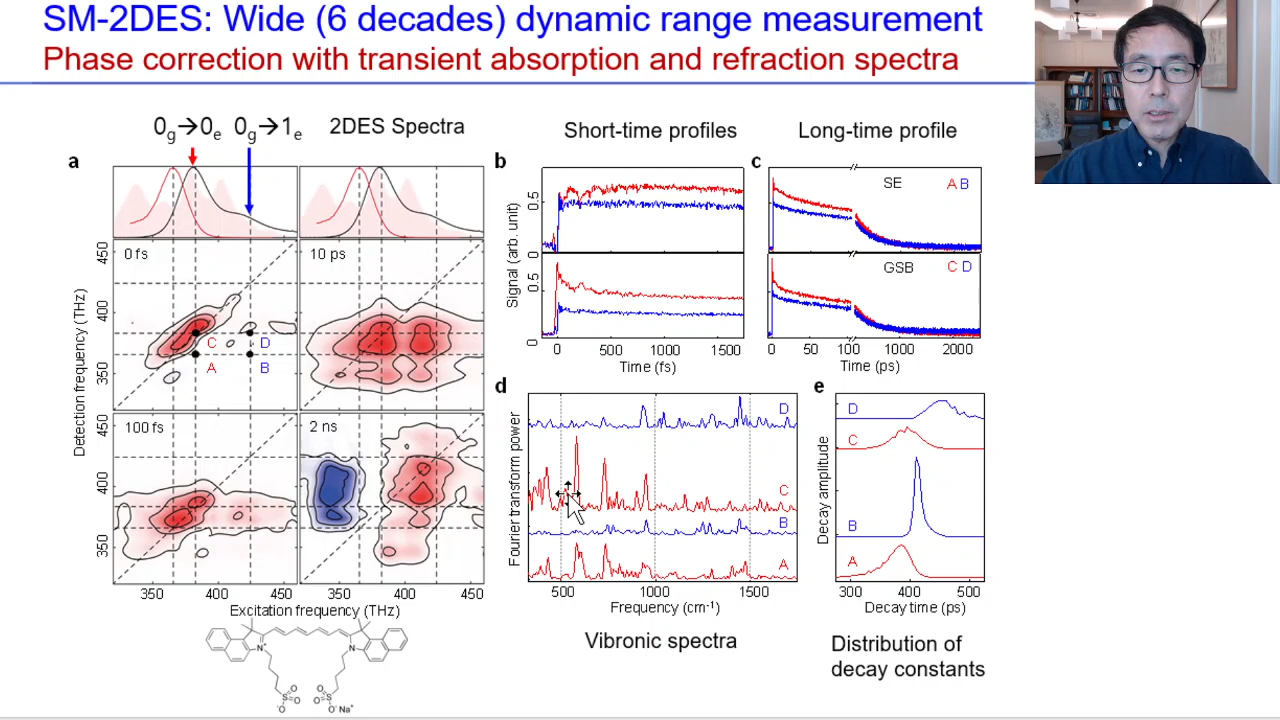 SM-2DES: Wide (6 decades) dynamic range measurement
Phase correction with transient absorption and refraction spectra
0g→0e 0g→1e 2DES Spectra
Short-time profiles
Long-time profile
a
0 fs
10 ps
100 fs
2 ns
C D
A B
450
400
350
450
400
350
Detection frequency (THz)
350 400 450 350 400 450
Excitation frequency (THz)
N+
N
S
O
O
-O
S
O
O
O- Na+
b
0.5
0
0.5
0
Signal (arb. unit)
0 500 1000 1500
Time (fs)
c
SE A B
GSB C D
0 50 100 1000 2000
Time (ps)
d
D
C
B
A
Fourier transform power
500 1000 1500
Frequency (cm-1)
Vibronic spectra
e
D
C
B
A
Decay amplitude
300 400 500
Decay time (ps)
Distribution of
decay constants